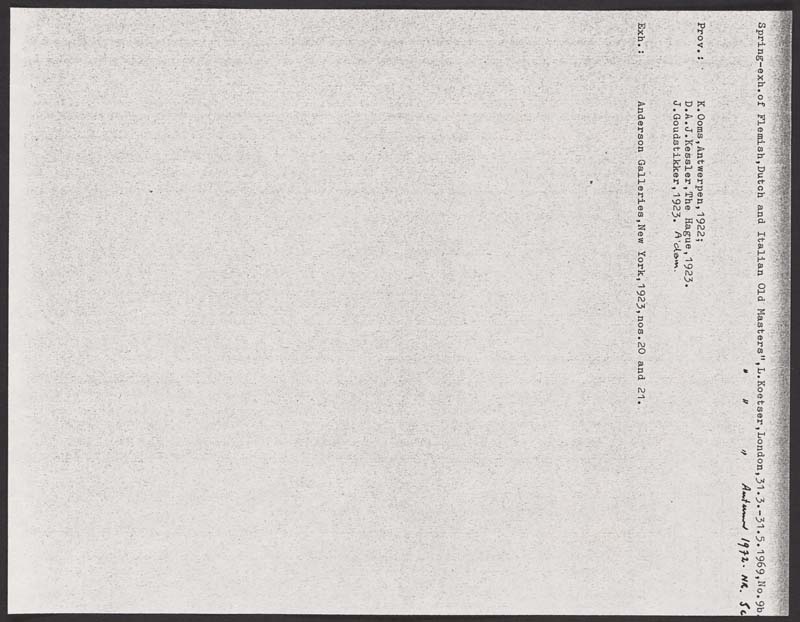 Spring-exh.of Flemish,Dutch and Italian Old Masters",L.Koetser,London,31.3.-31.5.1969,No.9b.
" " " Autumn 1972. NR. 5c
Prov.: K.Ooms,Antwerpen,1922;
D.A.J.Kessler,The Hague,1923.
J.Goudstikker,1923. A'dam.
Exh.: Anderson Galleries,New York,1923,nos.20 and 21.